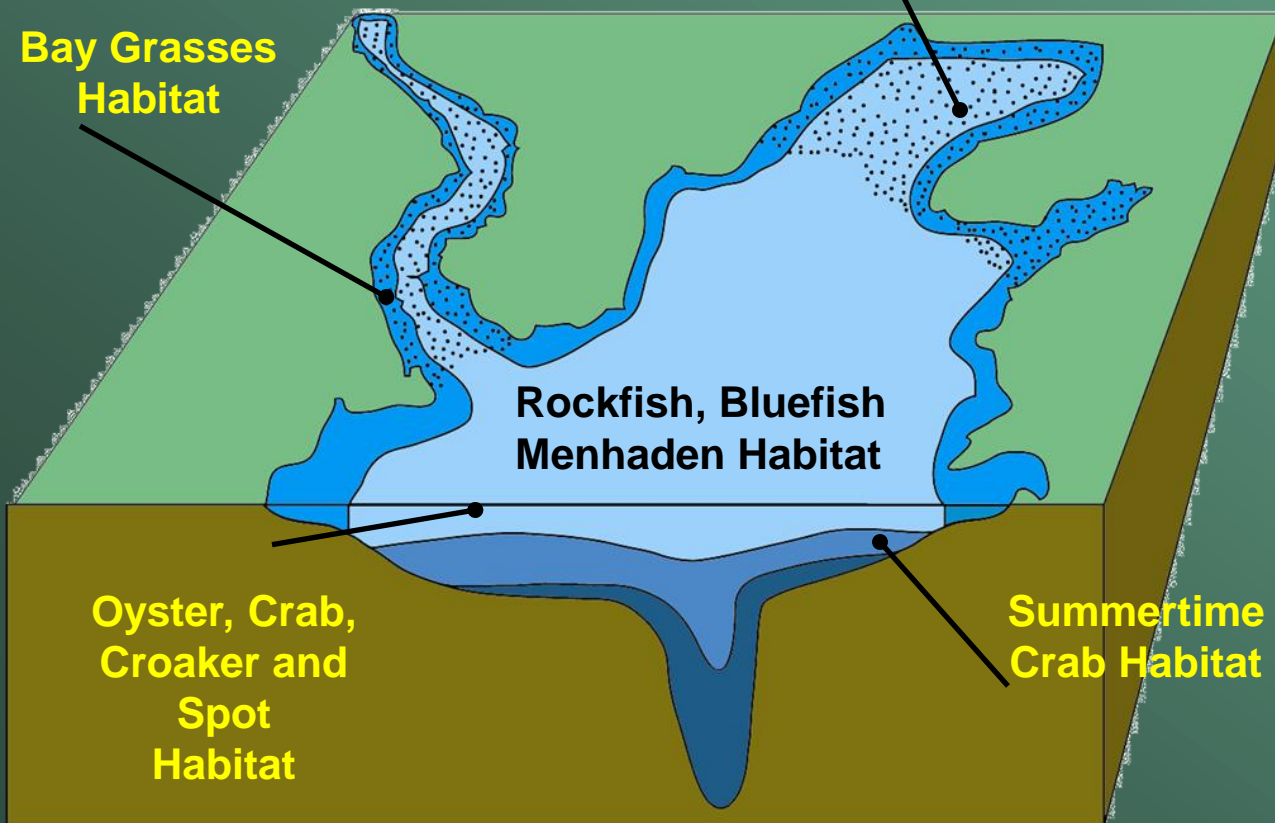 Bay Grasses
Habitat
Rockfish, Bluefish
Menhaden Habitat
Oyster, Crab,
Croaker and
Spot
Habitat
Summertime
Crab Habitat